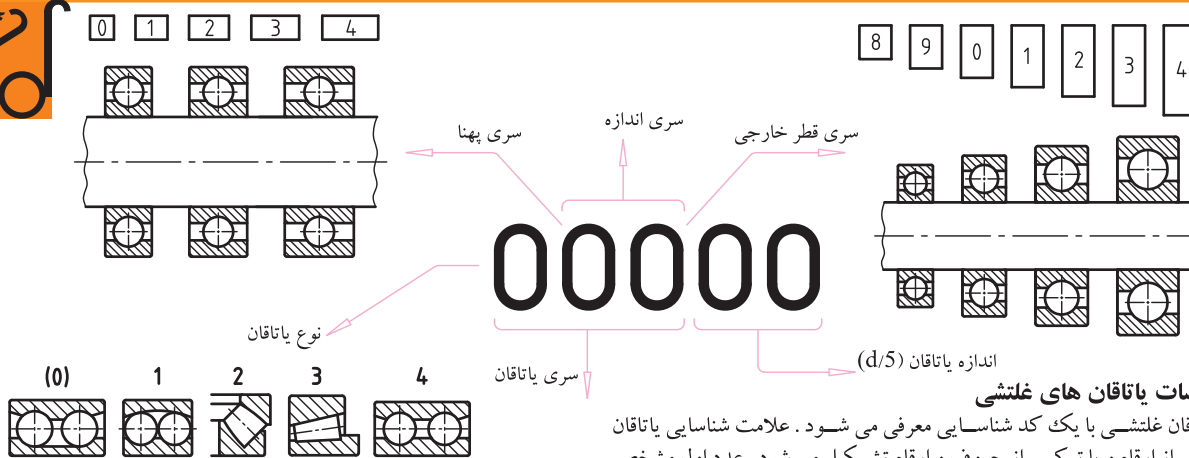 0 1 2 3 4
8 9 0 1 2 3 4
سری پهنا
سری اندازه
سری قطر خارجی
00000
نوع یاتاقان
سری یاتاقان
اندازه یاتاقان (d/5)
(0) 1 2 3 4
یاتاقان های غلتشی
غلتشی با یک کد شناسایی معرفی می شود . علامت شناسایی یاتاقان